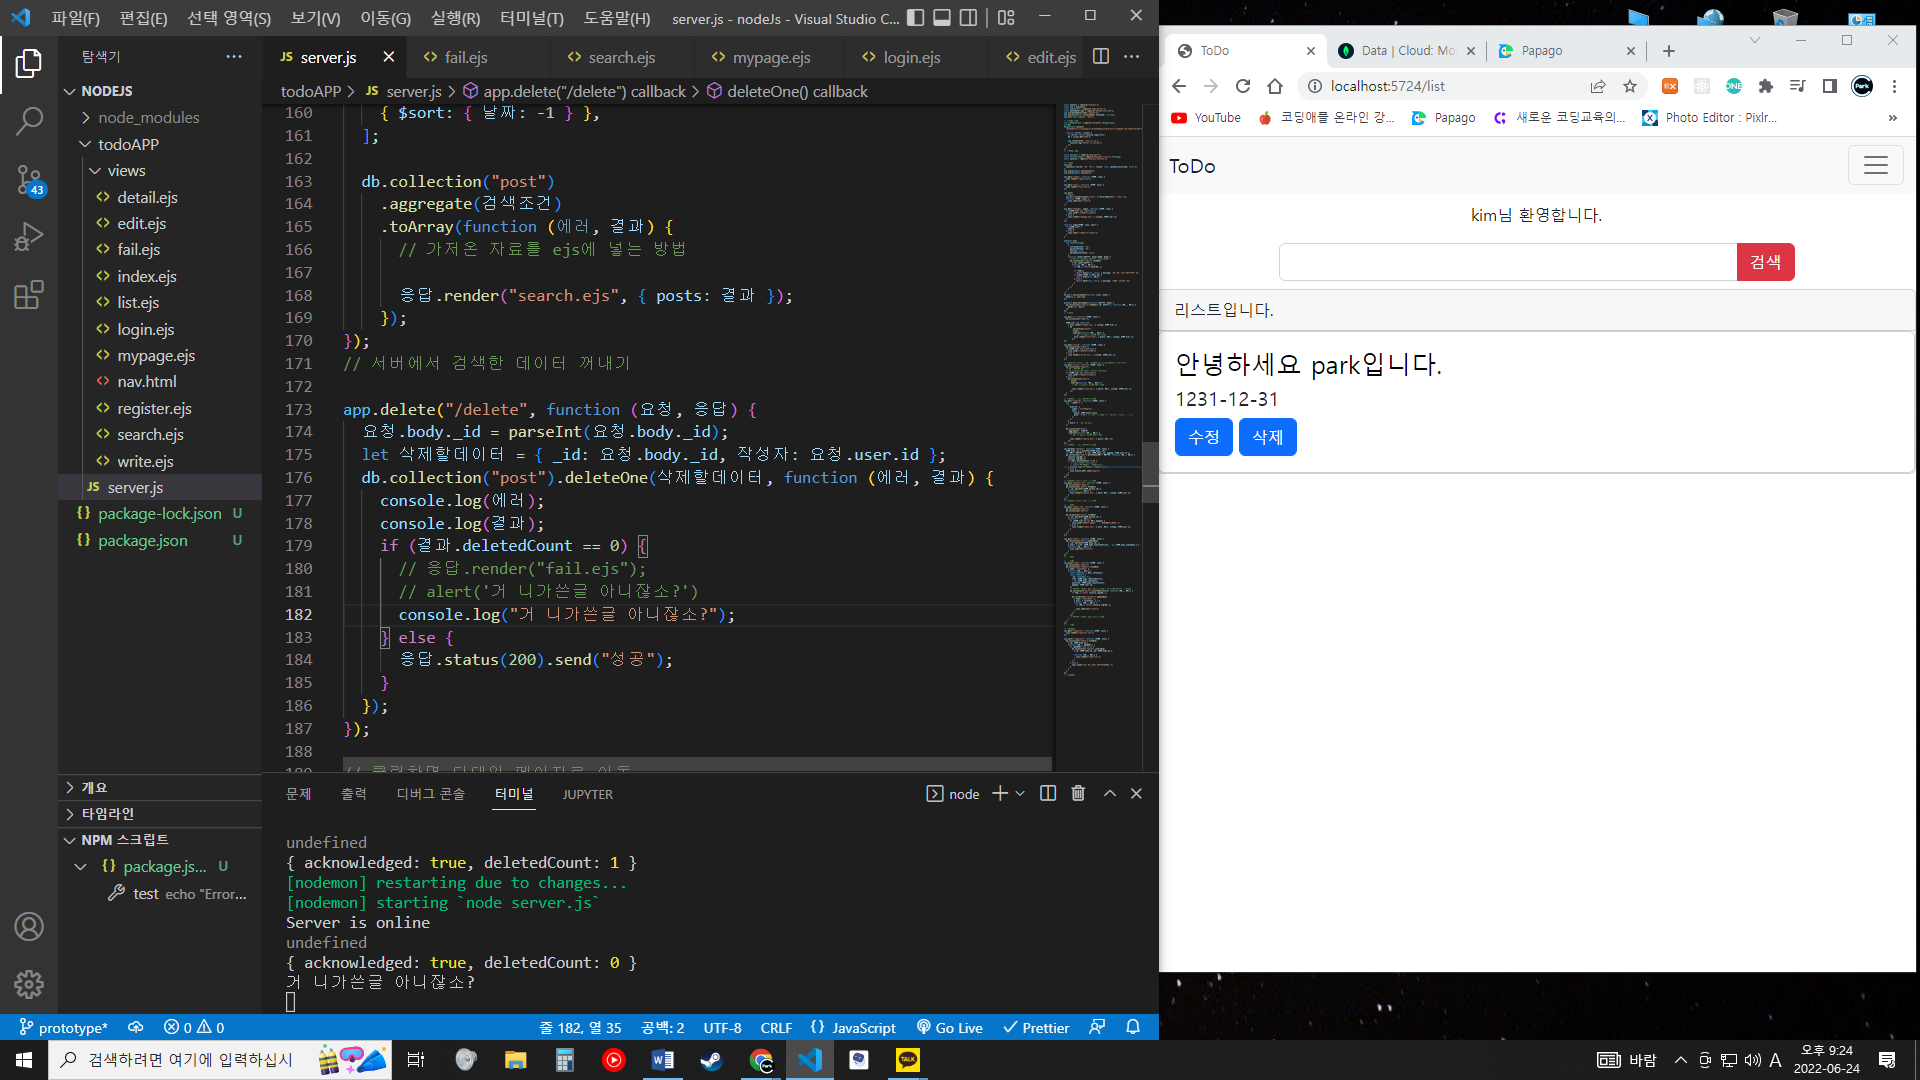 파일(F) 편집(E) 선택 영역(S) 보기(V) 이동(G) 실행(R) 터미널(T) 도움말(H) server.js - nodeJs - Visual Studio C...
탐색기
NODEJS
node_modules
todoAPP
views
detail.ejs
edit.ejs
fail.ejs
index.ejs
list.ejs
login.ejs
mypage.ejs
nav.html
register.ejs
search.ejs
write.ejs
JS server.js
{} package-lock.json U
{} package.json U
43
개요
타임라인
NPM 스크립트
{} package.js... U
test echo "Error...
JS server.js fail.ejs search.ejs mypage.ejs login.ejs edit.ejs
todoAPP > JS server.js > app.delete("/delete") callback > deleteOne() callback
160 { $sort: { 날짜: -1 } },
161 ];
162
163 db.collection("post")
164 .aggregate(검색조건)
165 .toArray(function (에러, 결과) {
166 // 가져온 자료를 ejs에 넣는 방법
167
168 응답.render("search.ejs", { posts: 결과 });
169 });
170 });
171 // 서버에서 검색한 데이터 꺼내기
172
173 app.delete("/delete", function (요청, 응답) {
174 요청.body._id = parseInt(요청.body._id);
175 let 삭제할데이터 = { _id: 요청.body._id, 작성자: 요청.user.id };
176 db.collection("post").deleteOne(삭제할데이터, function (에러, 결과) {
177 console.log(에러);
178 console.log(결과);
179 if (결과.deletedCount == 0) {
180 // 응답.render("fail.ejs");
181 // alert('거 니가쓴글 아니잖소?')
182 console.log("거 니가쓴글 아니잖소?");
183 } else {
184 응답.status(200).send("성공");
185 }
186 });
187 });
188
문제 출력 디버그 콘솔 터미널 JUPYTER node
undefined
{ acknowledged: true, deletedCount: 1 }
[nodemon] restarting due to changes...
[nodemon] starting `node server.js`
Server is online
undefined
{ acknowledged: true, deletedCount: 0 }
거 니가쓴글 아니잖소?
prototype* 0 0 줄 182, 열 35 공백: 2 UTF-8 CRLF {} JavaScript Go Live Prettier
ToDo Data | Cloud: Mon Papago
localhost:5724/list
YouTube 코딩애플 온라인 강... Papago 새로운 코딩교육의... Photo Editor : Pixlr...
ToDo
kim님 환영합니다.
검색
리스트입니다.
안녕하세요 park입니다.
1231-12-31
수정 삭제
검색하려면 여기에 입력하십시
바람 A 오후 9:24
2022-06-24